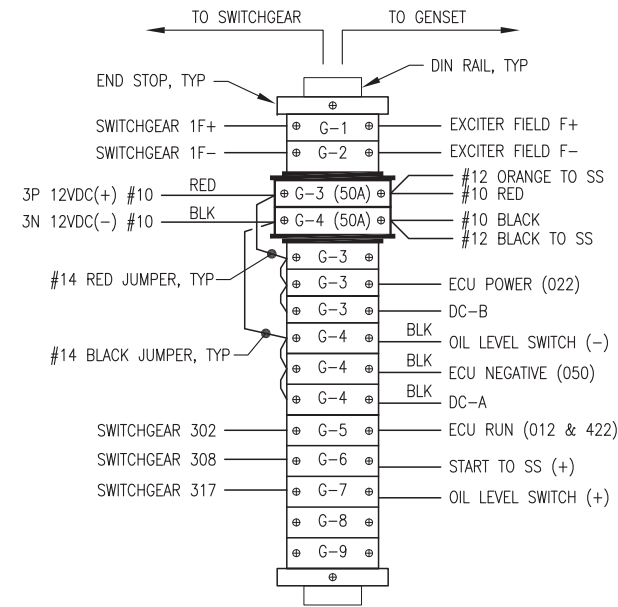 TO SWITCHGEAR TO GENSET
DIN RAIL, TYP
END STOP, TYP
SWITCHGEAR 1F+ G-1 EXCITER FIELD F+
SWITCHGEAR 1F- G-2 EXCITER FIELD F-
#12 ORANGE TO SS
3P 12VDC(+) #10 RED G-3 (50A) #10 RED
3N 12VDC(-) #10 BLK G-4 (50A) #10 BLACK
#12 BLACK TO SS
G-3
#14 RED JUMPER, TYP G-3 ECU POWER (022)
G-3 DC-B
G-4 BLK OIL LEVEL SWITCH (-)
#14 BLACK JUMPER, TYP
G-4 BLK ECU NEGATIVE (050)
G-4 BLK DC-A
SWITCHGEAR 302 G-5 ECU RUN (012 & 422)
SWITCHGEAR 308 G-6 START TO SS (+)
SWITCHGEAR 317 G-7 OIL LEVEL SWITCH (+)
G-8
G-9